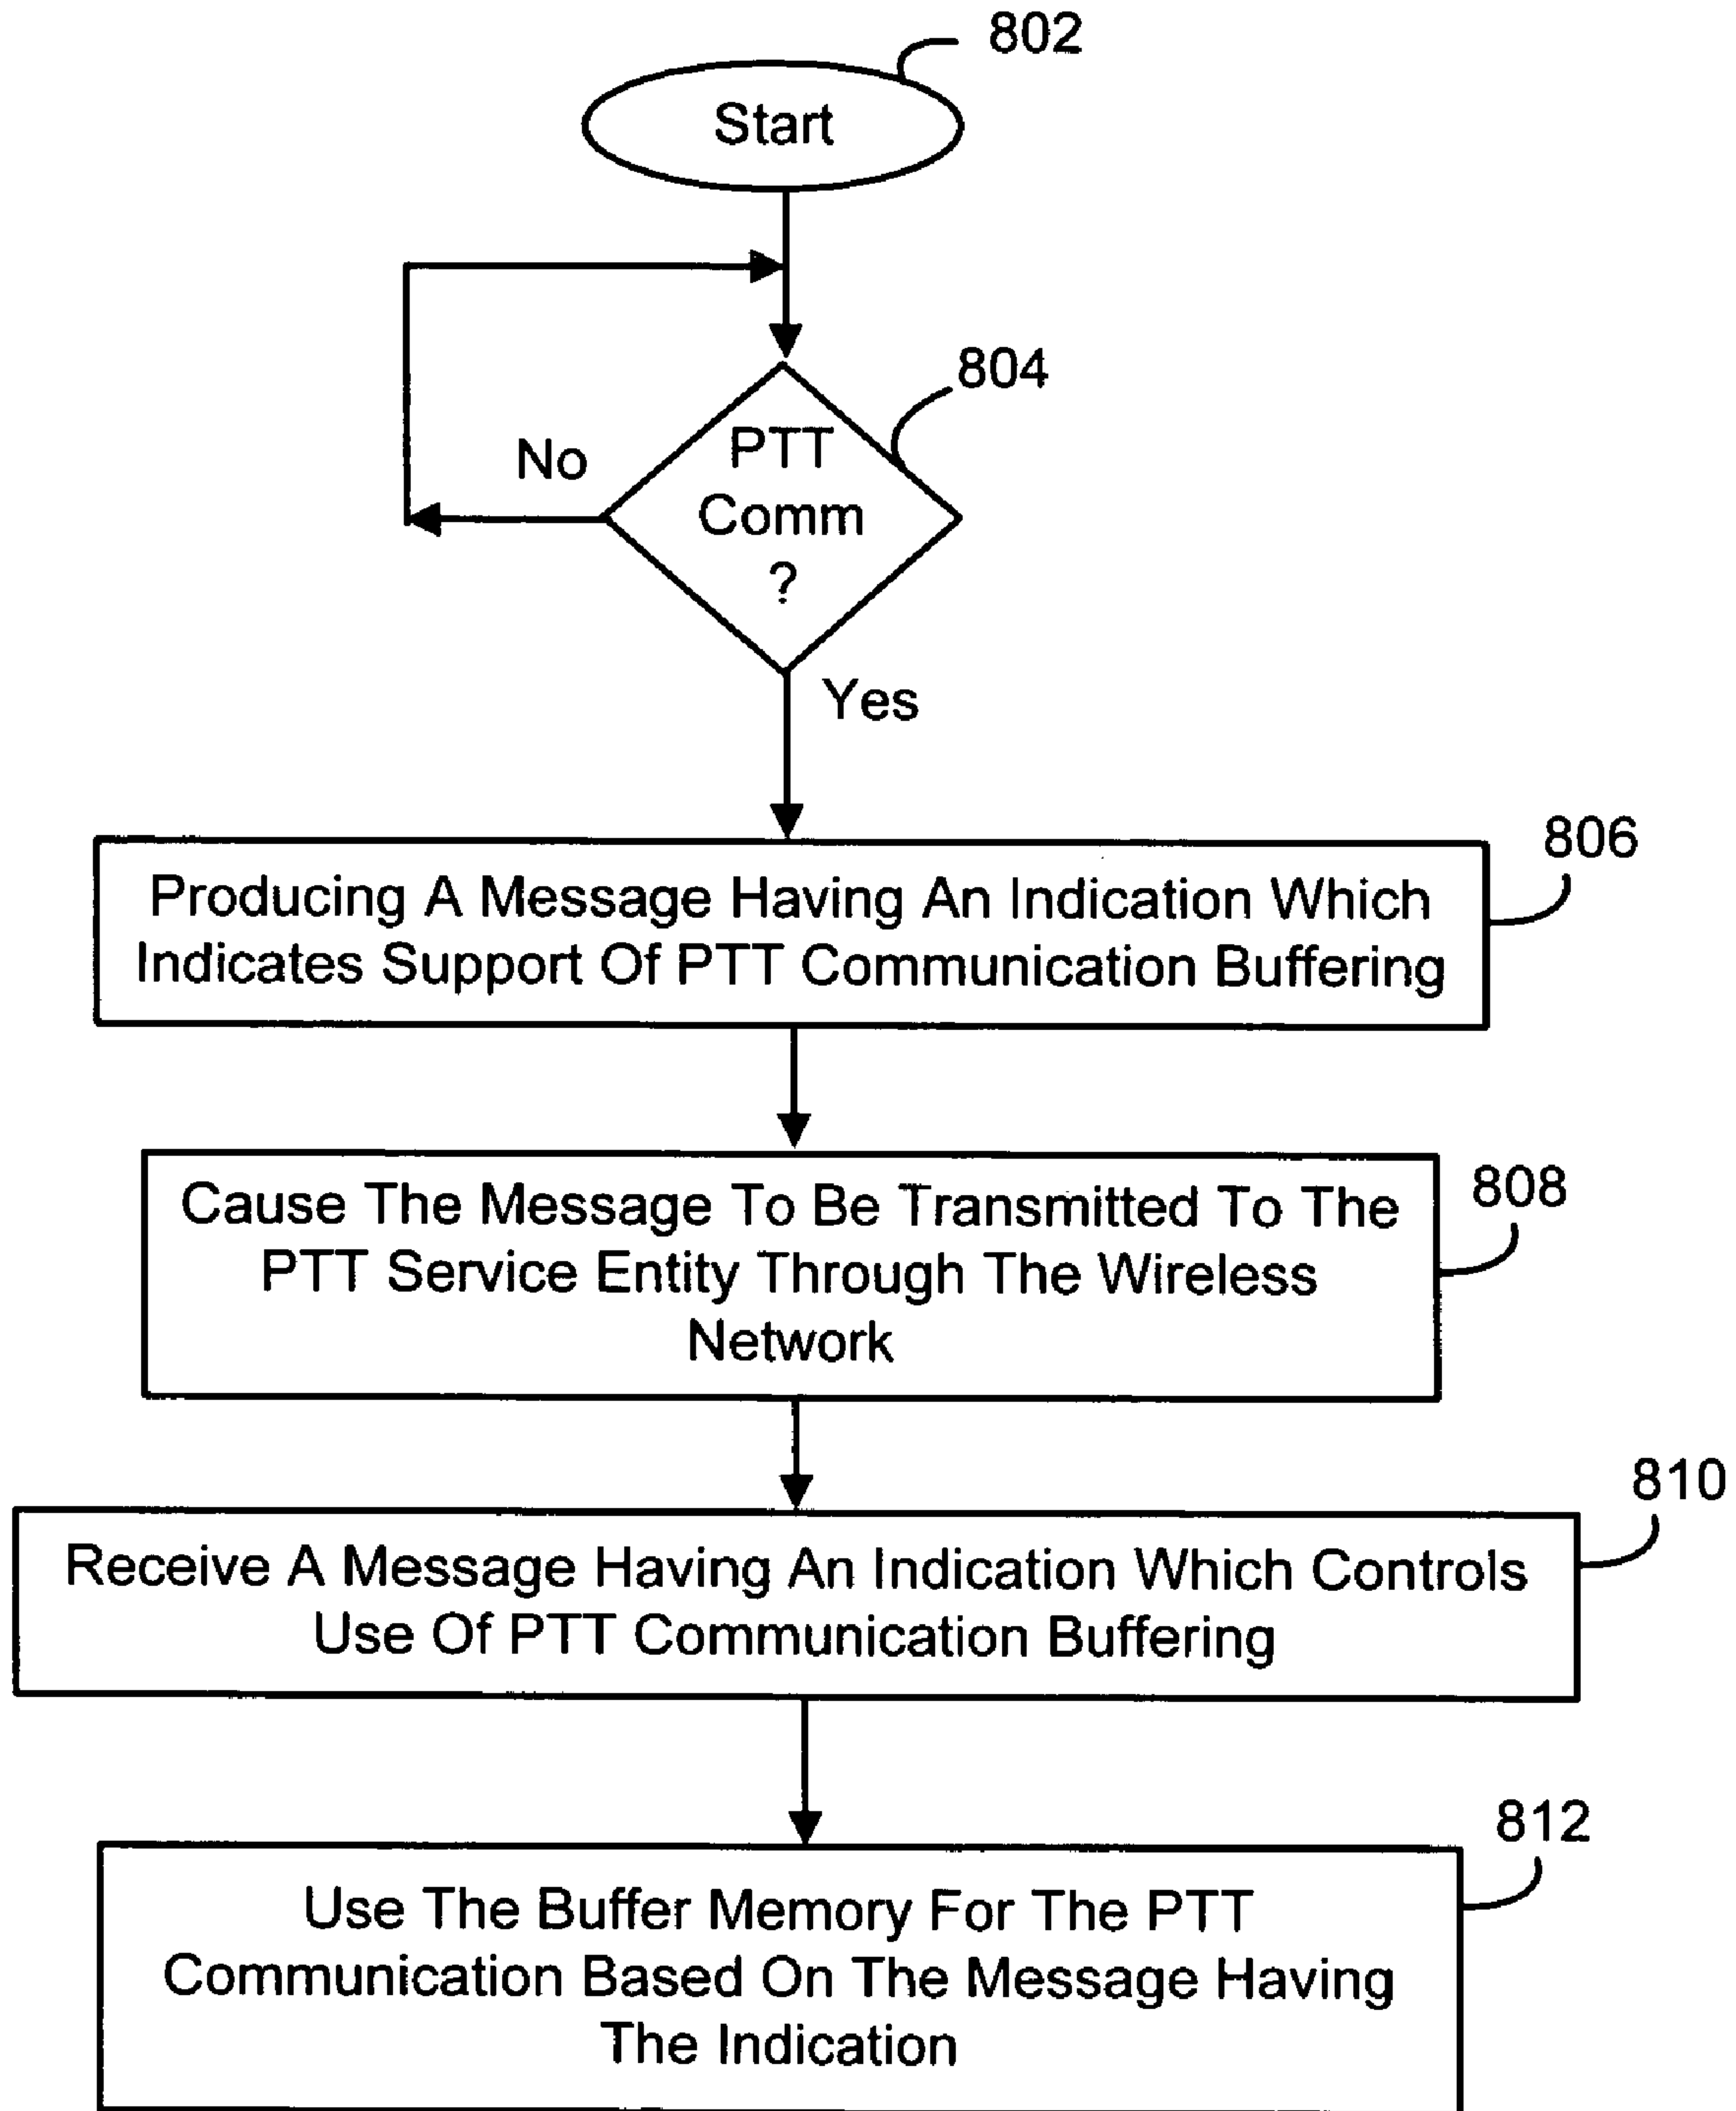 802
Start
804
PTT
Comm
?
No
Yes
806
Producing A Message Having An Indication Which
Indicates Support Of PTT Communication Buffering
808
Cause The Message To Be Transmitted To The
PTT Service Entity Through The Wireless
Network
810
Receive A Message Having An Indication Which Controls
Use Of PTT Communication Buffering
812
Use The Buffer Memory For The PTT
Communication Based On The Message Having
The Indication